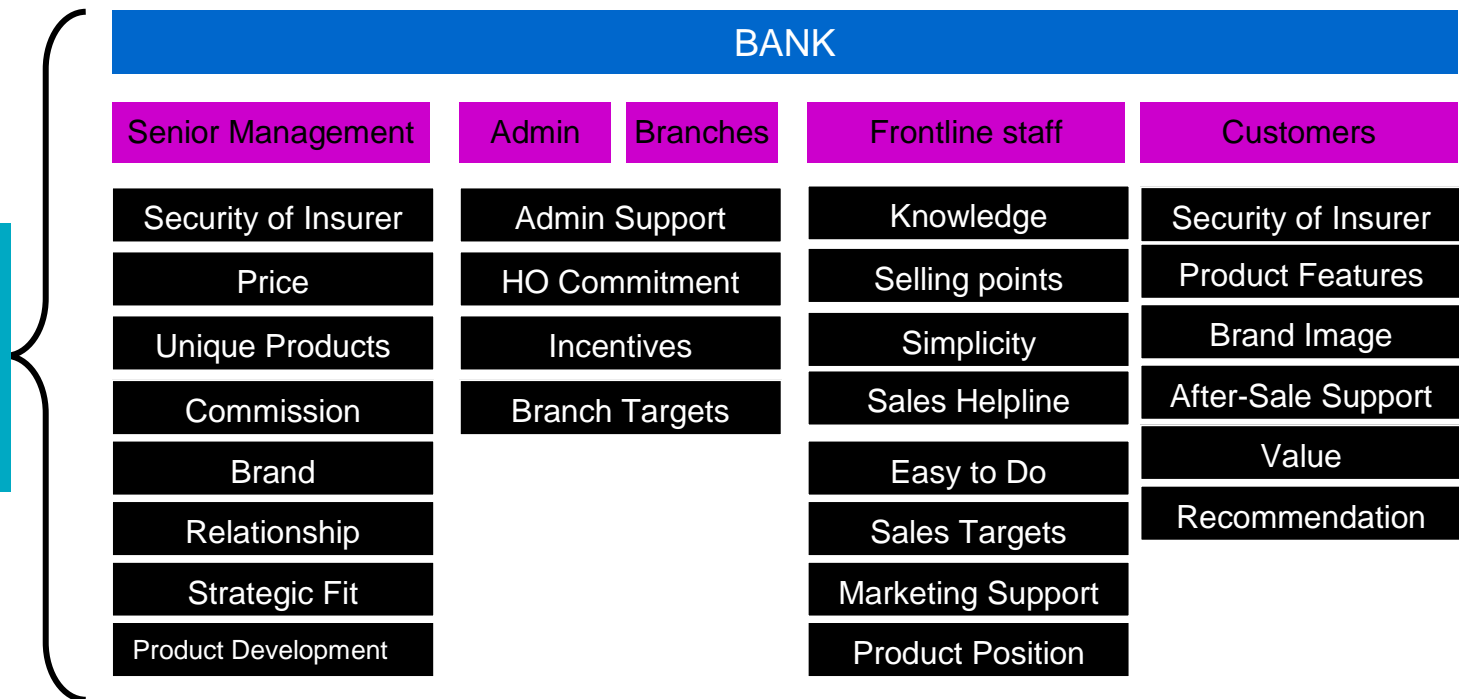 BANK
Senior Management
Admin
Branches
Frontline staff
Customers
Security of Insurer
Price
Unique Products
Commission
Brand
Relationship
Strategic Fit
Product Development
Admin Support
HO Commitment
Incentives
Branch Targets
Knowledge
Selling points
Simplicity
Sales Helpline
Easy to Do
Sales Targets
Marketing Support
Product Position
Security of Insurer
Product Features
Brand Image
After-Sale Support
Value
Recommendation